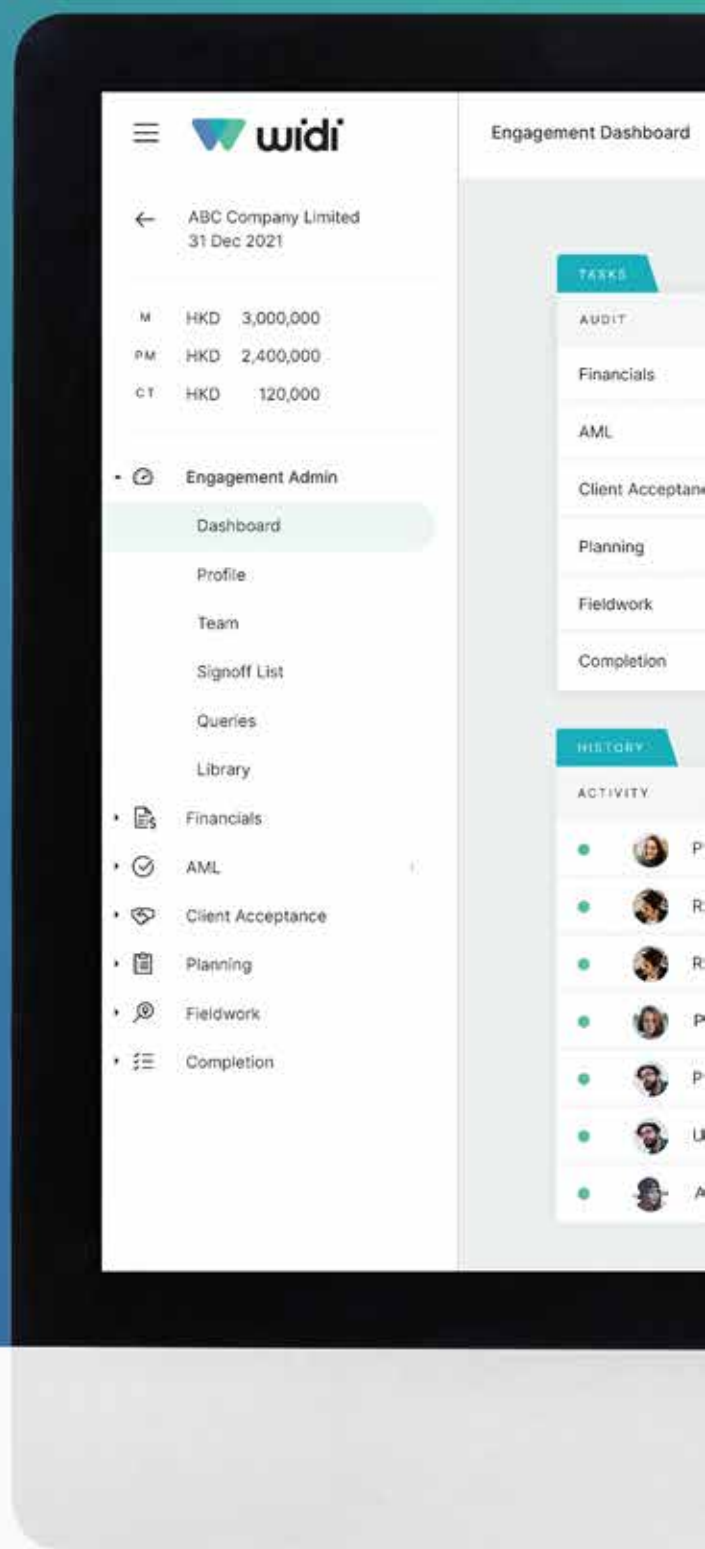 widi
Engagement Dashboard
ABC Company Limited
31 Dec 2021
M HKD 3,000,000
PM HKD 2,400,000
CT HKD 120,000
Engagement Admin
Dashboard
Profile
Team
Signoff List
Queries
Library
Financials
AML
Client Acceptance
Planning
Fieldwork
Completion
TASKS
AUDIT
Financials
AML
Client
Planning
Fieldwork
Completion
HISTORY
ACTIVITY